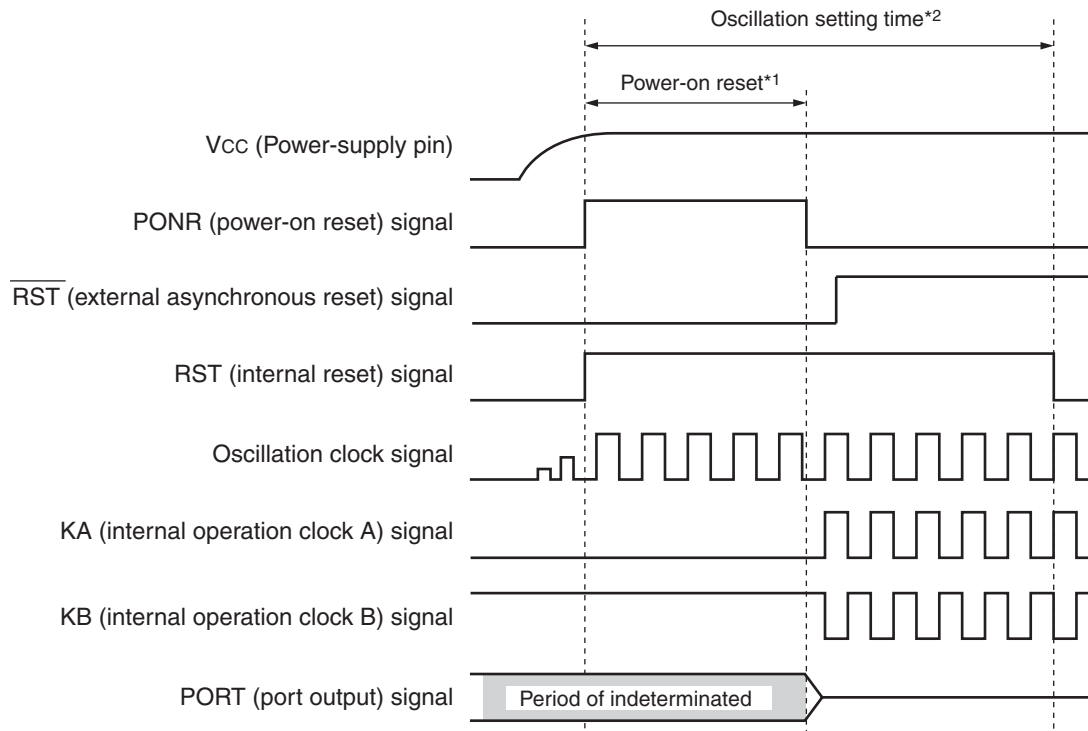 Oscillation setting time*2
Power-on reset*1
VCC (Power-supply pin)
PONR (power-on reset) signal
RST (external asynchronous reset) signal
RST (internal reset) signal
Oscillation clock signal
KA (internal operation clock A) signal
KB (internal operation clock B) signal
PORT (port output) signal
Period of indeterminated